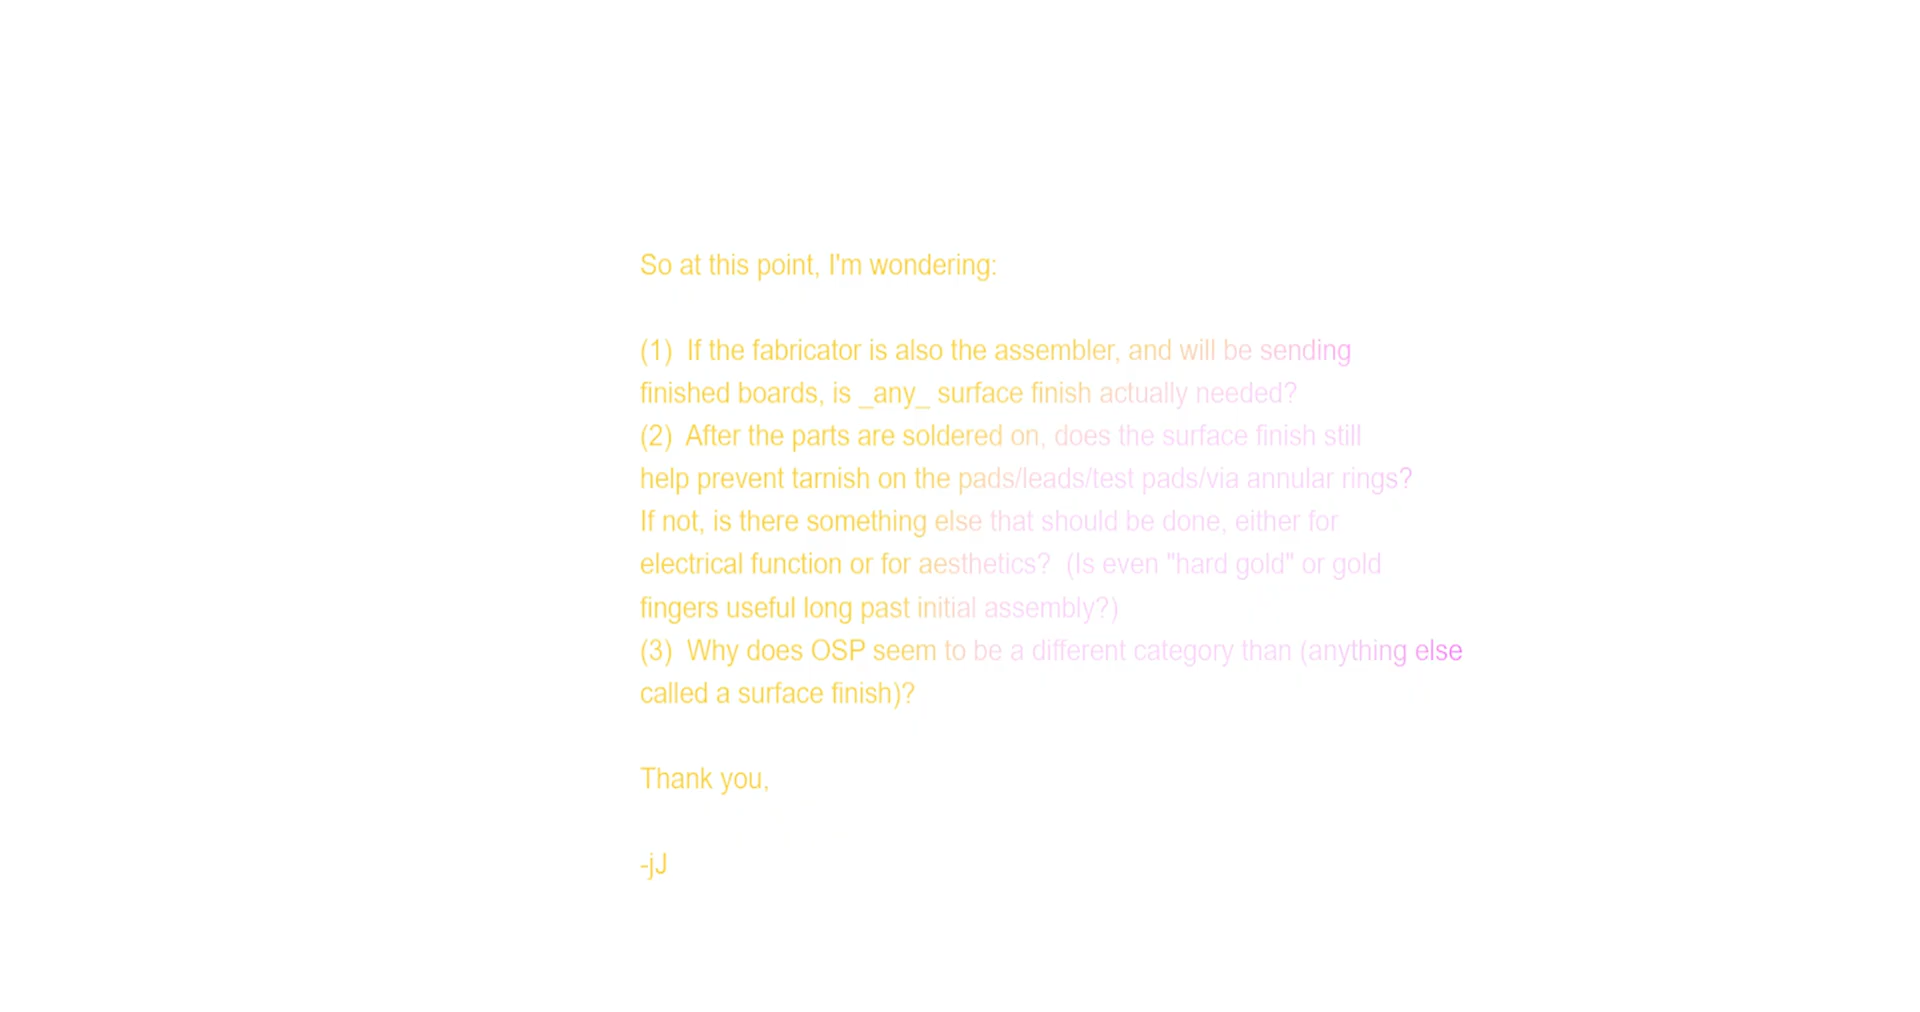 So at this point, I'm wondering:
(1)  If the fabricator is also the assembler, and will be sending
finished boards, is _any_ surface finish actually needed?
(2)  After the parts are soldered on, does the surface finish still
help prevent tarnish on the pads/leads/test pads/via annular rings?
If not, is there something else that should be done, either for
electrical function or for aesthetics?  (Is even "hard gold" or gold
fingers useful long past initial assembly?)
(3)  Why does OSP seem to be a different category than (anything else
called a surface finish)?
Thank you,
-jJ